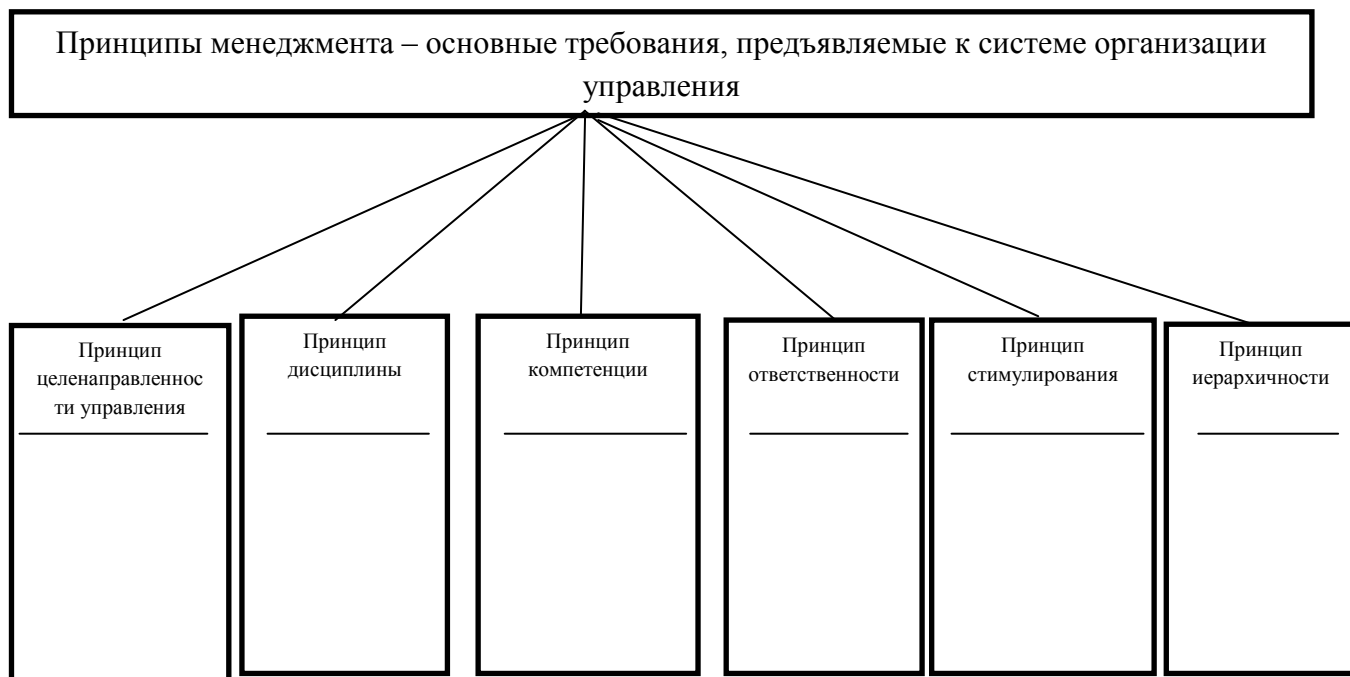 Принципы менеджмента – основные требования, предъявляемые к системе организации
управления
Принцип
целенаправленнос
ти управления
Принцип
дисциплины
Принцип
компетенции
Принцип
ответственности
Принцип
стимулирования
Принцип
иерархичности